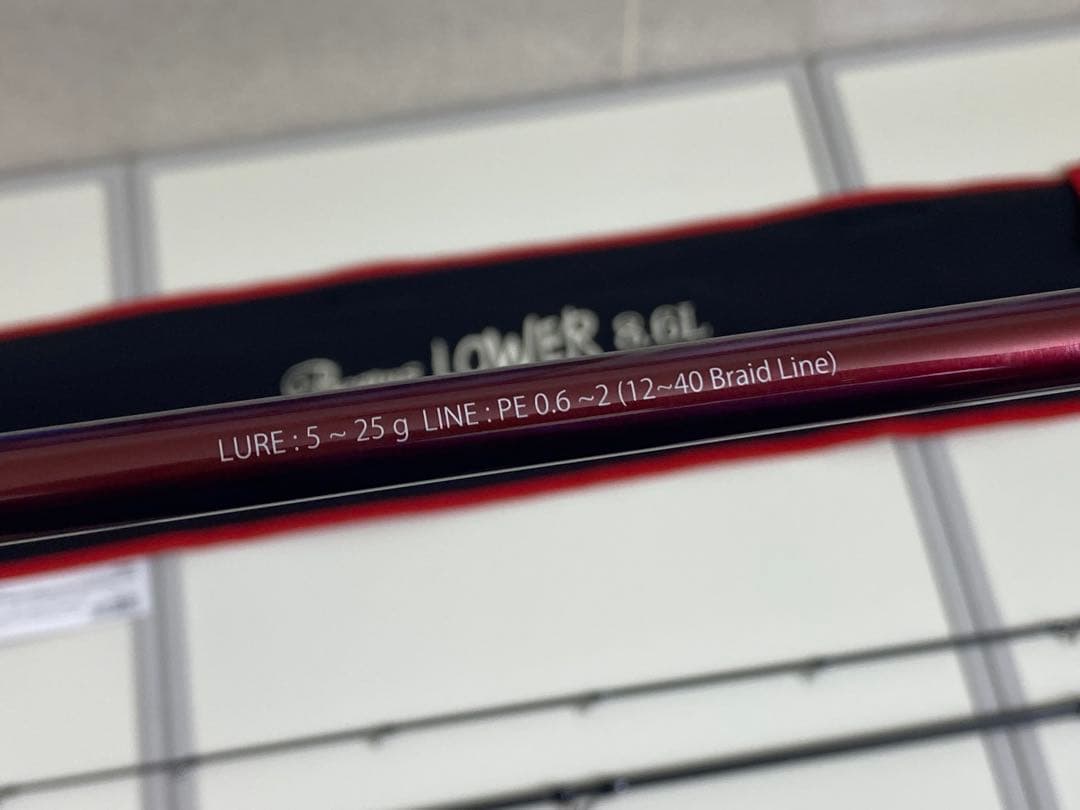 LOWER 8.6L
LURE : 5 ~ 25 g LINE : PE 0.6 ~2 (12~40 Braid Line)